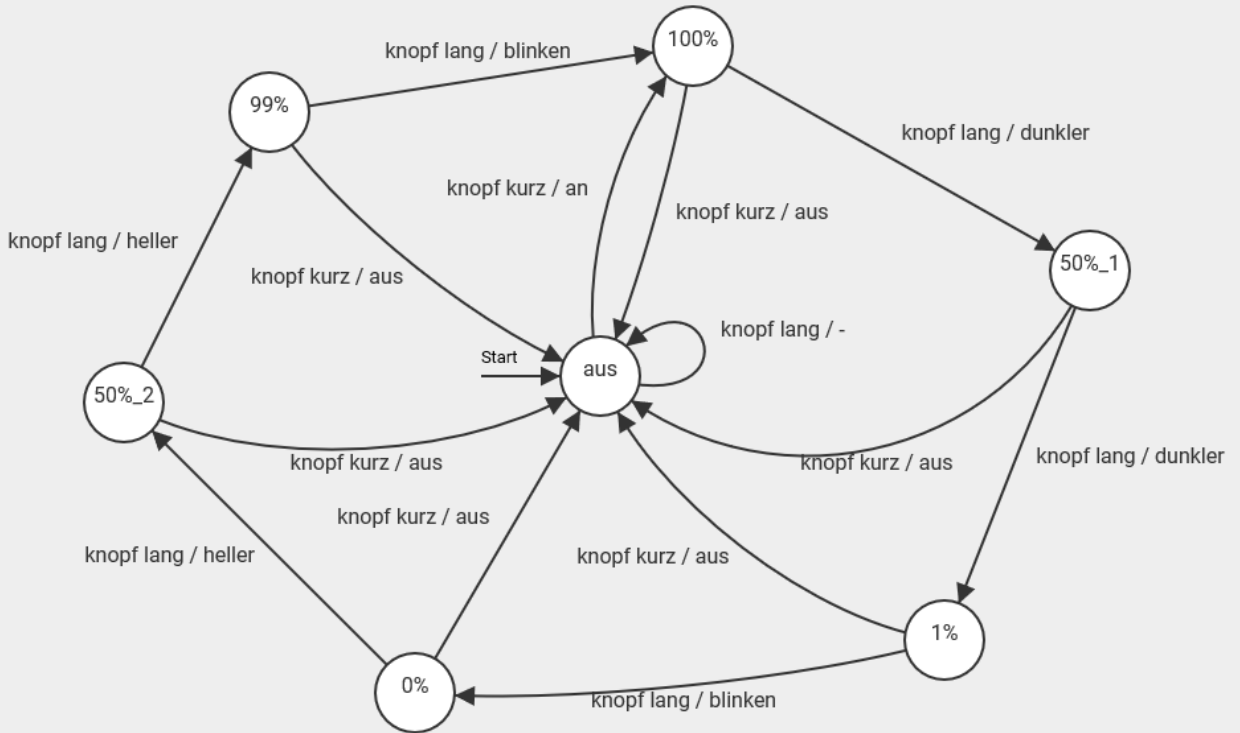 100%
knopf lang / blinken
99%
knopf lang / dunkler
knopf kurz / an
knopf kurz / aus
knopf lang / heller
50%_1
knopf kurz / aus
knopf lang / -
Start
aus
50%_2
knopf kurz / aus
knopf kurz / aus
knopf lang / dunkler
knopf kurz / aus
knopf lang / heller
knopf kurz / aus
1%
0%
knopf lang / blinken